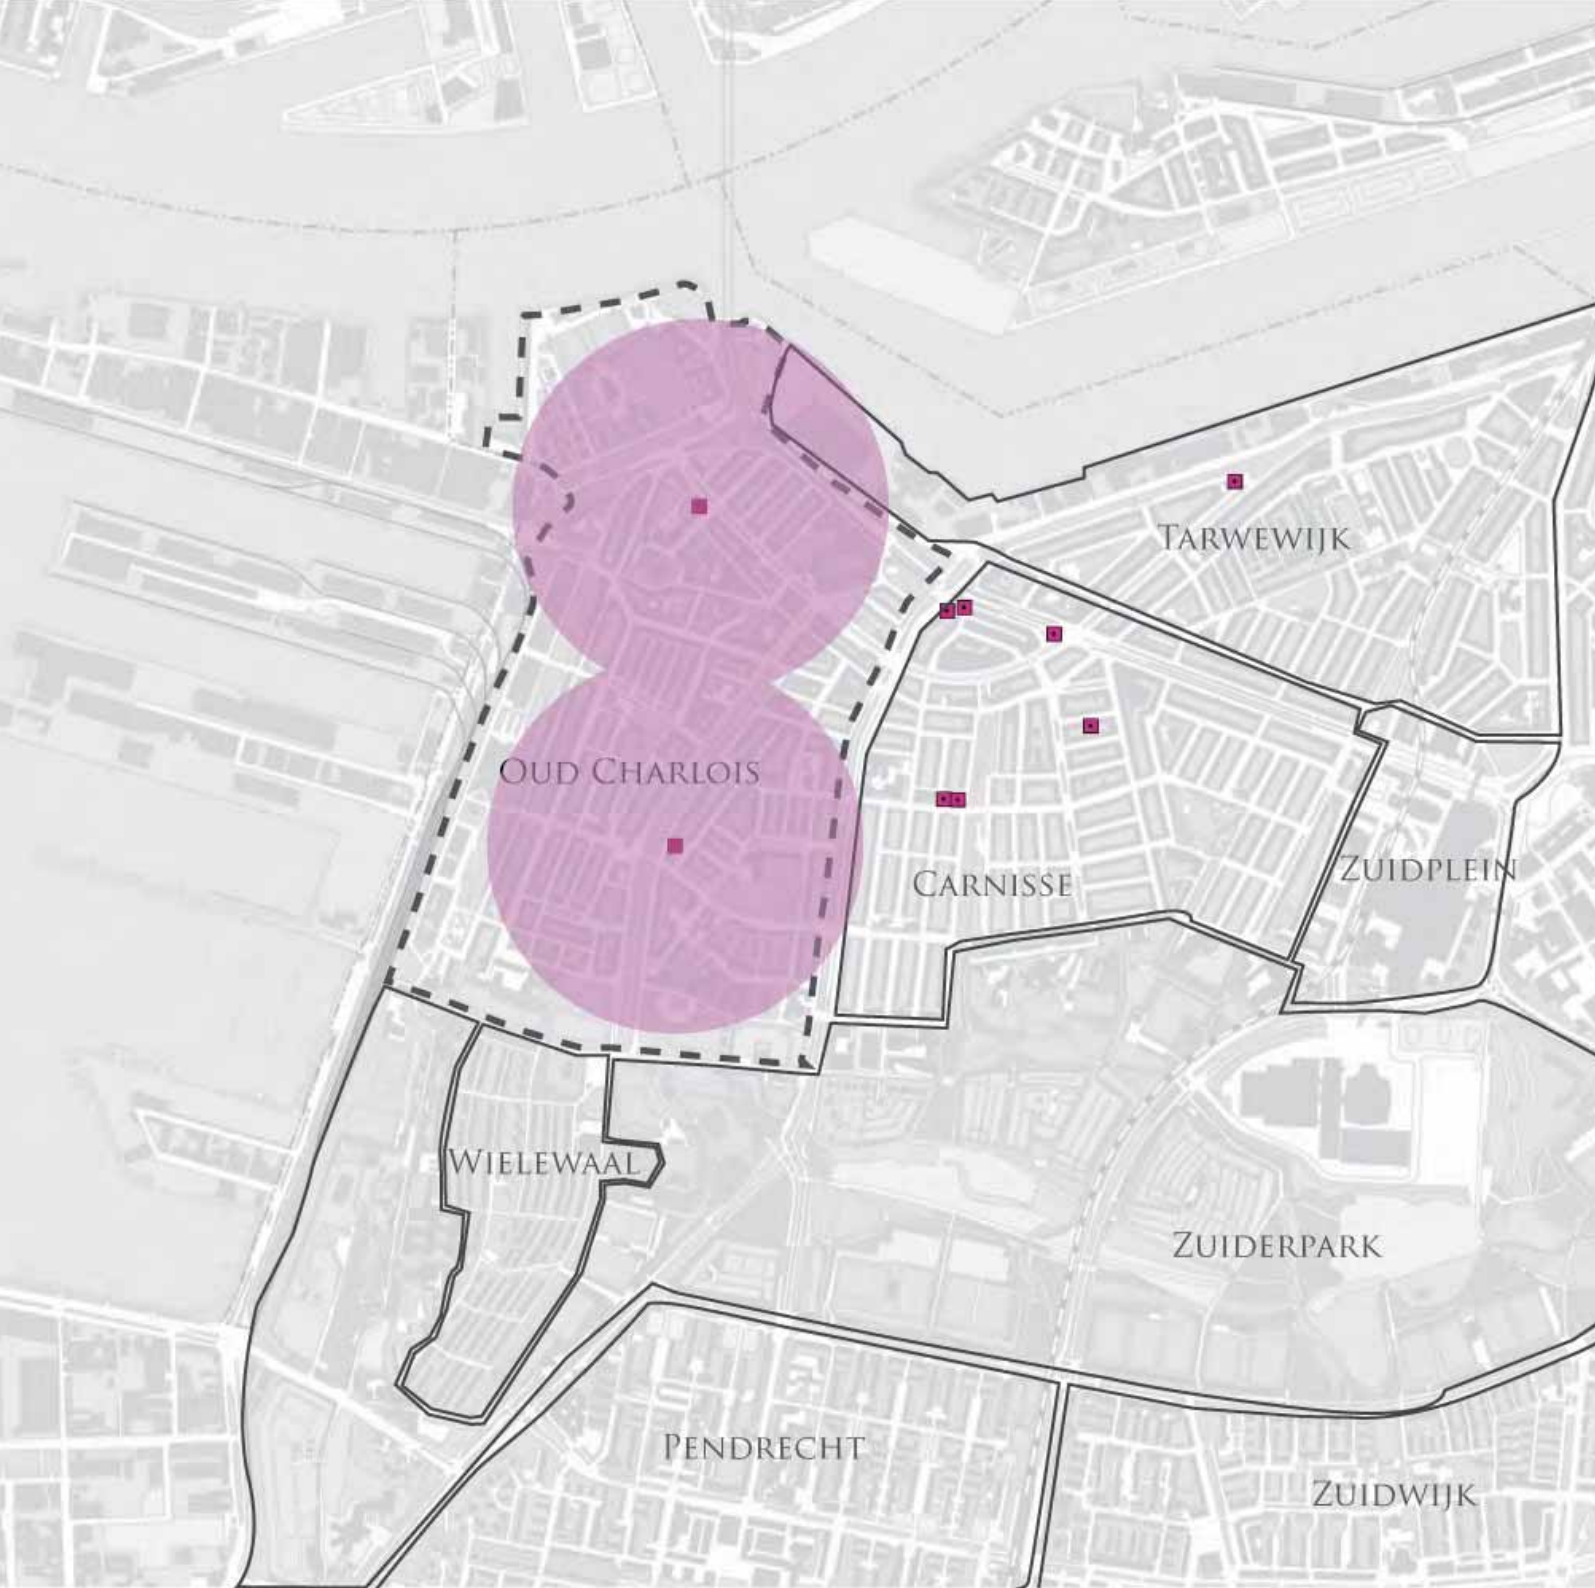 TARWEWIJK
OUD CHARLOIS
CARNISSE
ZUIDPLEIN
WIELEWAAL
ZUIDERPARK
PENDRECHT
ZUIDWIJK